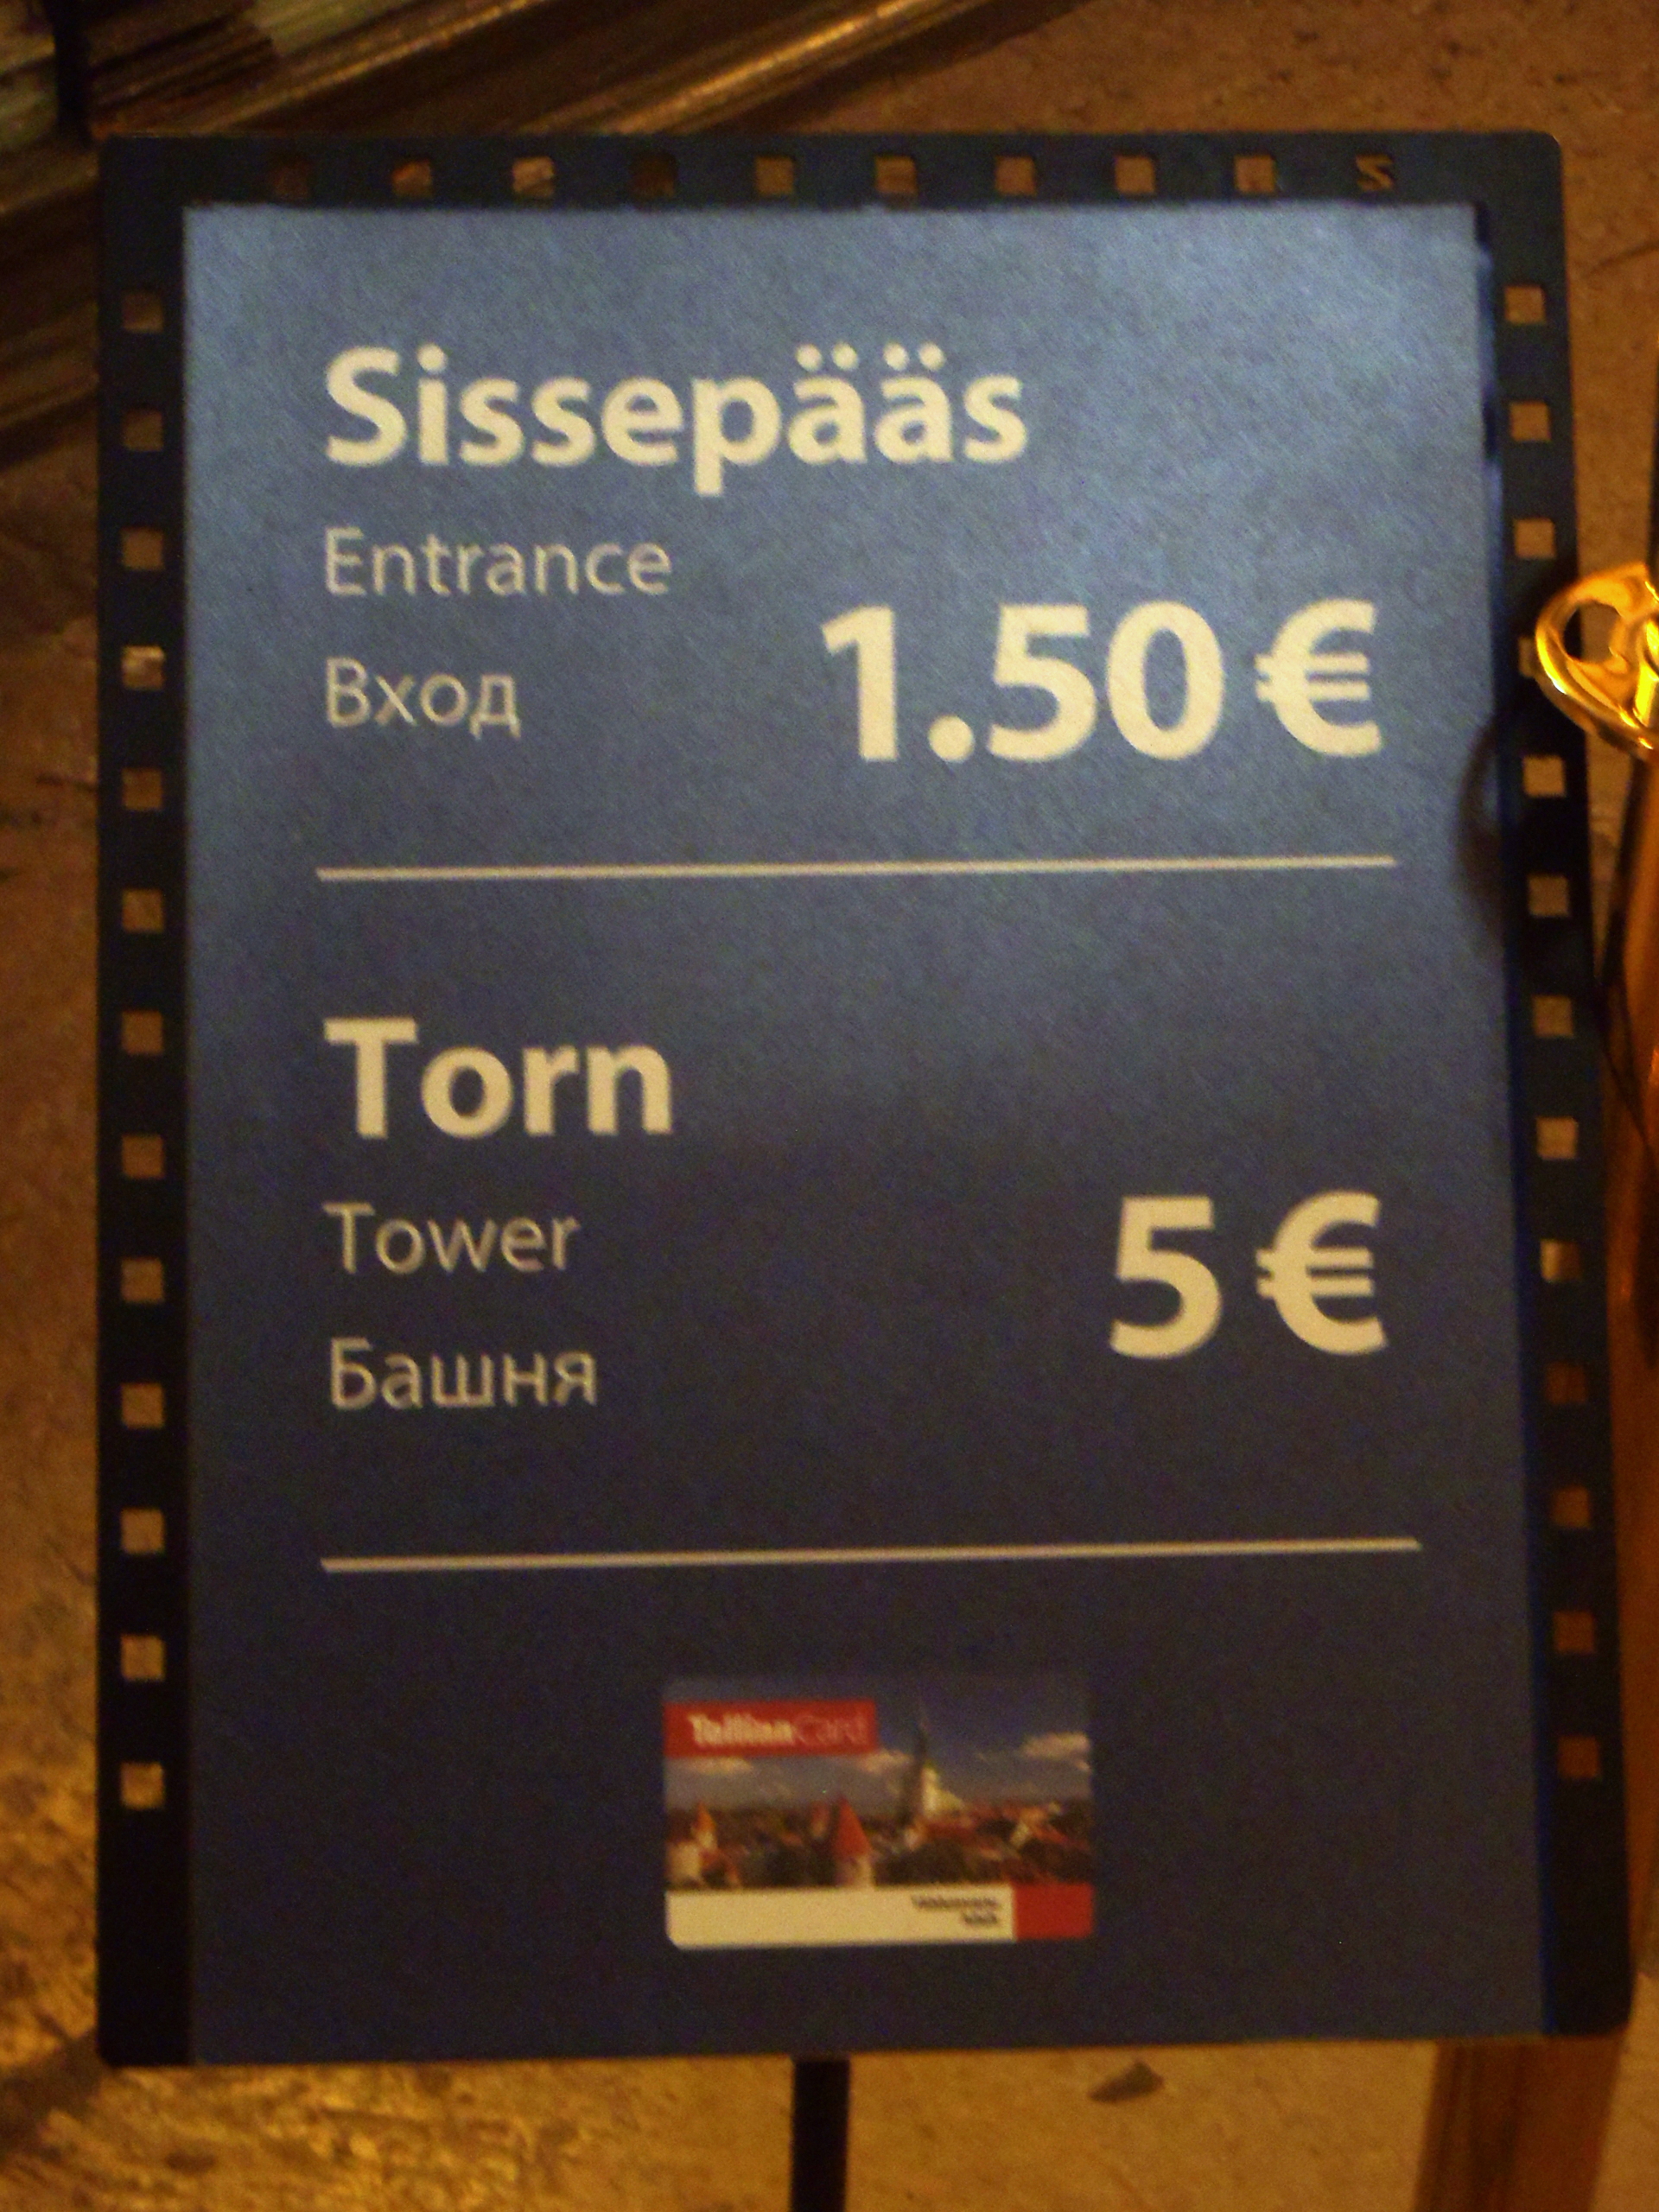 Sissepääs
Entrance
Вход
1.50 €
Torn
Tower
Башня
5 €
TallinnCard